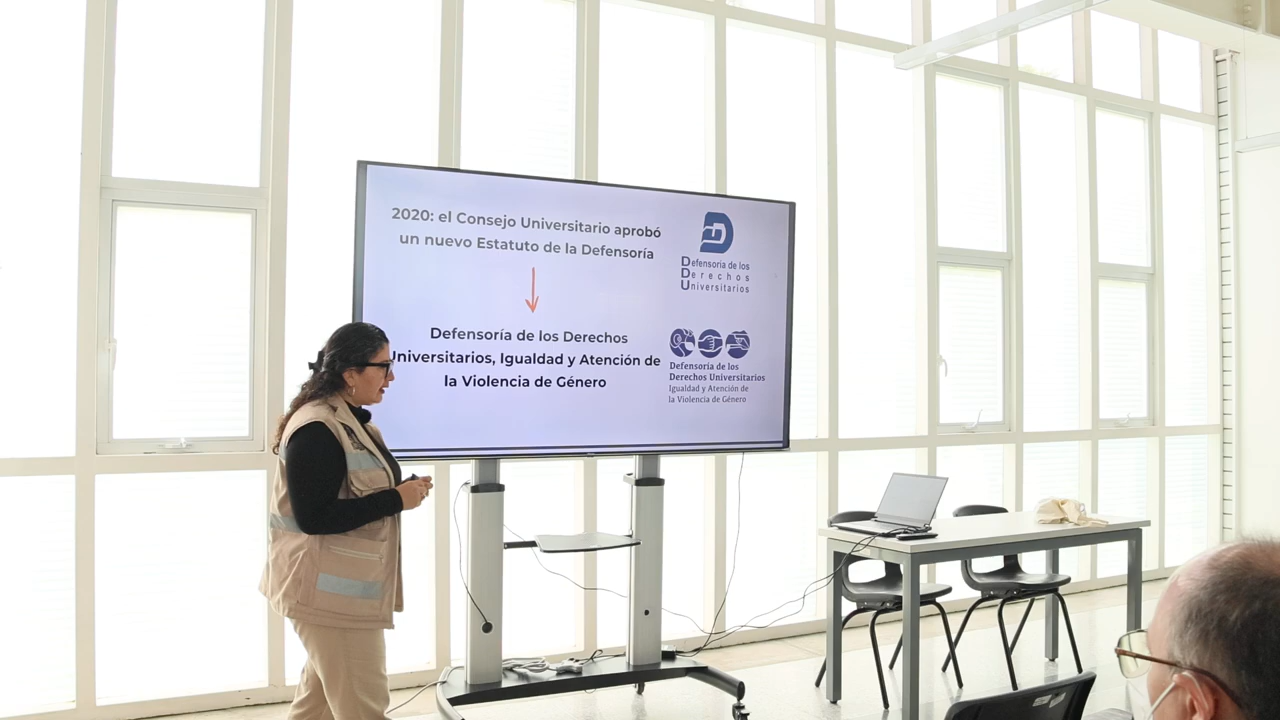 2020: el Consejo Universitario aprobó
un nuevo Estatuto de la Defensoría
Defensoría de los
Derechos
Universitarios
Defensoría de los Derechos
Universitarios, Igualdad y Atención de
la Violencia de Género
Defensoría de los
Derechos Universitarios
Igualdad y Atención de
la Violencia de Género